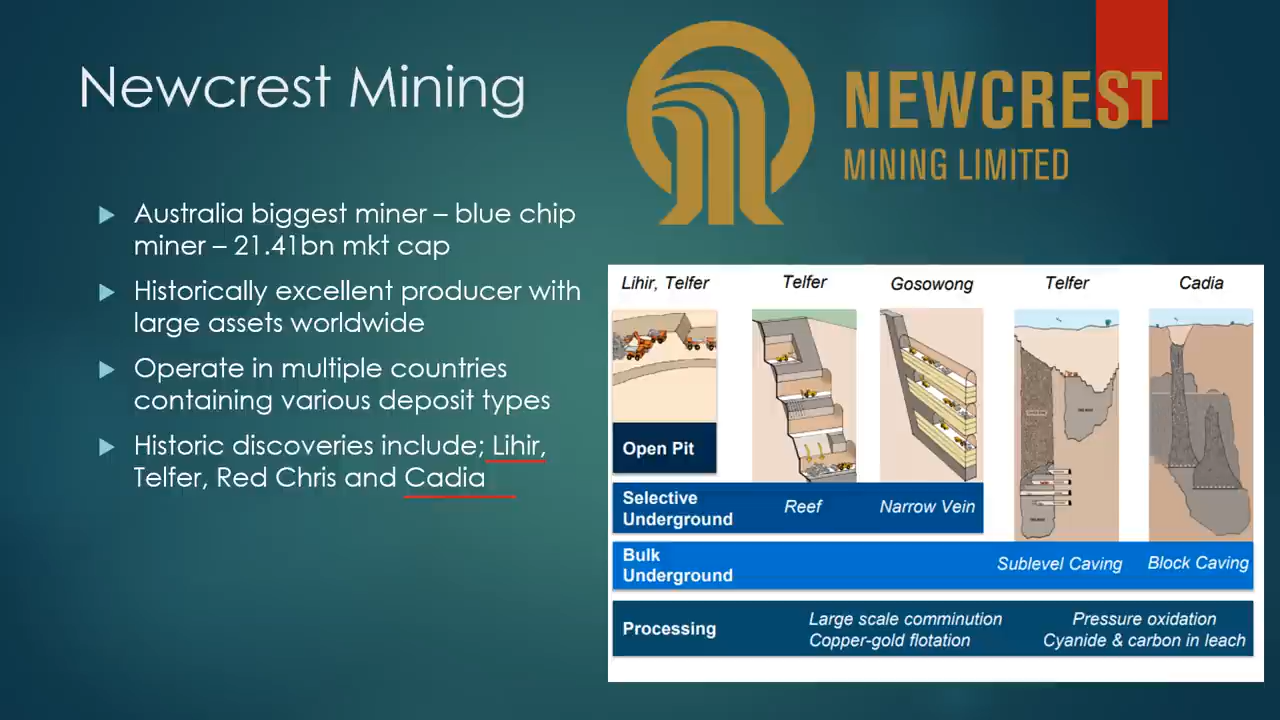 Newcrest Mining
NEWCREST
MINING LIMITED
Australia biggest miner – blue chip
miner – 21.41bn mkt cap
Historically excellent producer with
large assets worldwide
Operate in multiple countries
containing various deposit types
Historic discoveries include; Lihir,
Telfer, Red Chris and Cadia
Lihir, Telfer
Telfer
Gosowong
Telfer
Cadia
Open Pit
Selective
Underground
Reef
Narrow Vein
Bulk
Underground
Sublevel Caving
Block Caving
Processing
Large scale comminution
Copper-gold flotation
Pressure oxidation
Cyanide & carbon in leach